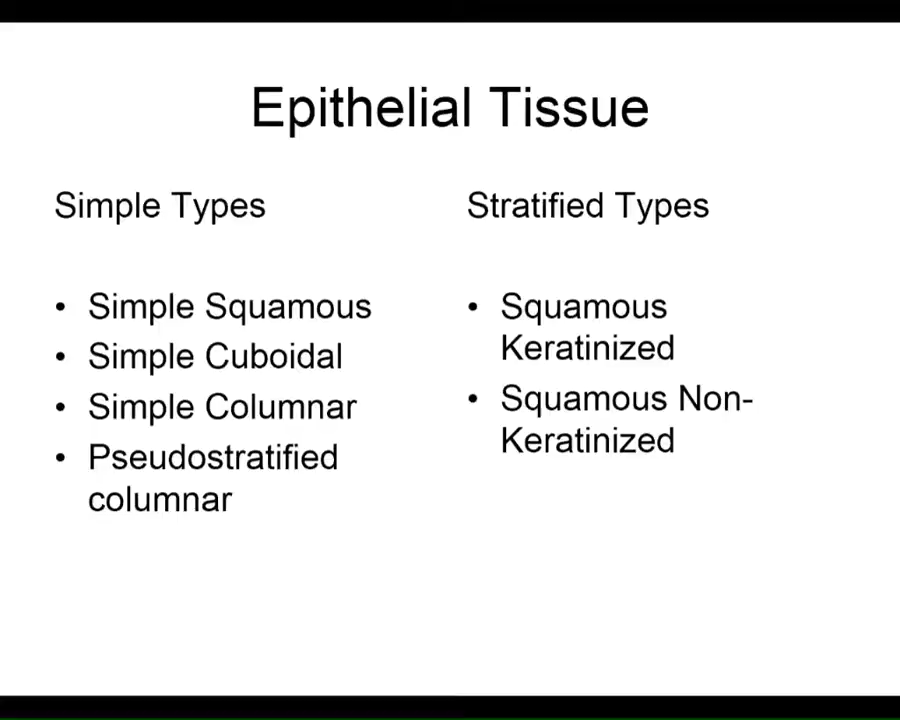 Epithelial Tissue
Simple Types
• Simple Squamous
• Simple Cuboidal
• Simple Columnar
• Pseudostratified
columnar
Stratified Types
• Squamous
Keratinized
• Squamous Non-
Keratinized